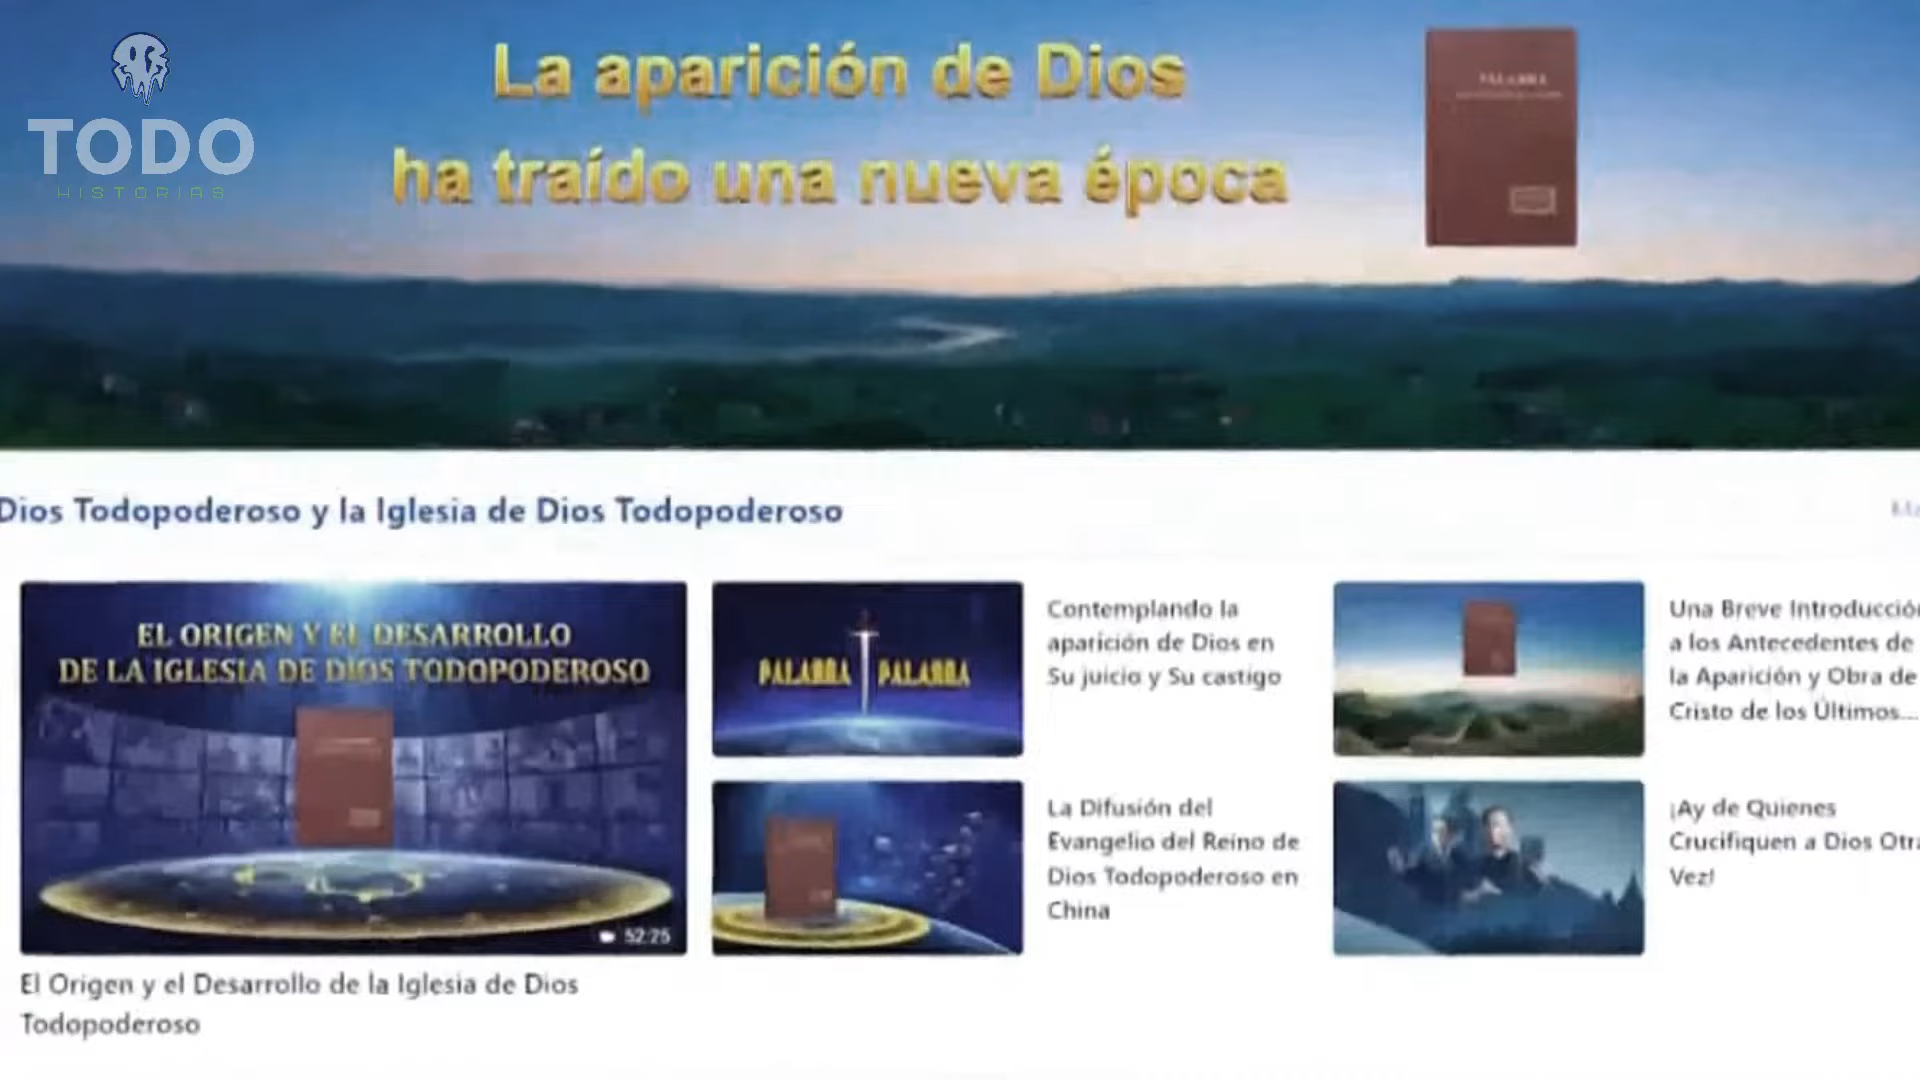 TODO
HISTORIAS
La aparición de Dios
ha traído una nueva época
PALABRA
Dios Todopoderoso y la Iglesia de Dios Todopoderoso
EL ORIGEN Y EL DESARROLLO
DE LA IGLESIA DE DIOS TODOPODEROSO
52:25
El Origen y el Desarrollo de la Iglesia de Dios
Todopoderoso
PALABRA PALABRA
Contemplando la
aparición de Dios en
Su juicio y Su castigo
La Difusión del
Evangelio del Reino de
Dios Todopoderoso en
China
Una Breve Introducción
a los Antecedentes de
la Aparición y Obra de
Cristo de los Últimos...
¡Ay de Quienes
Crucifiquen a Dios Otra
Vez!